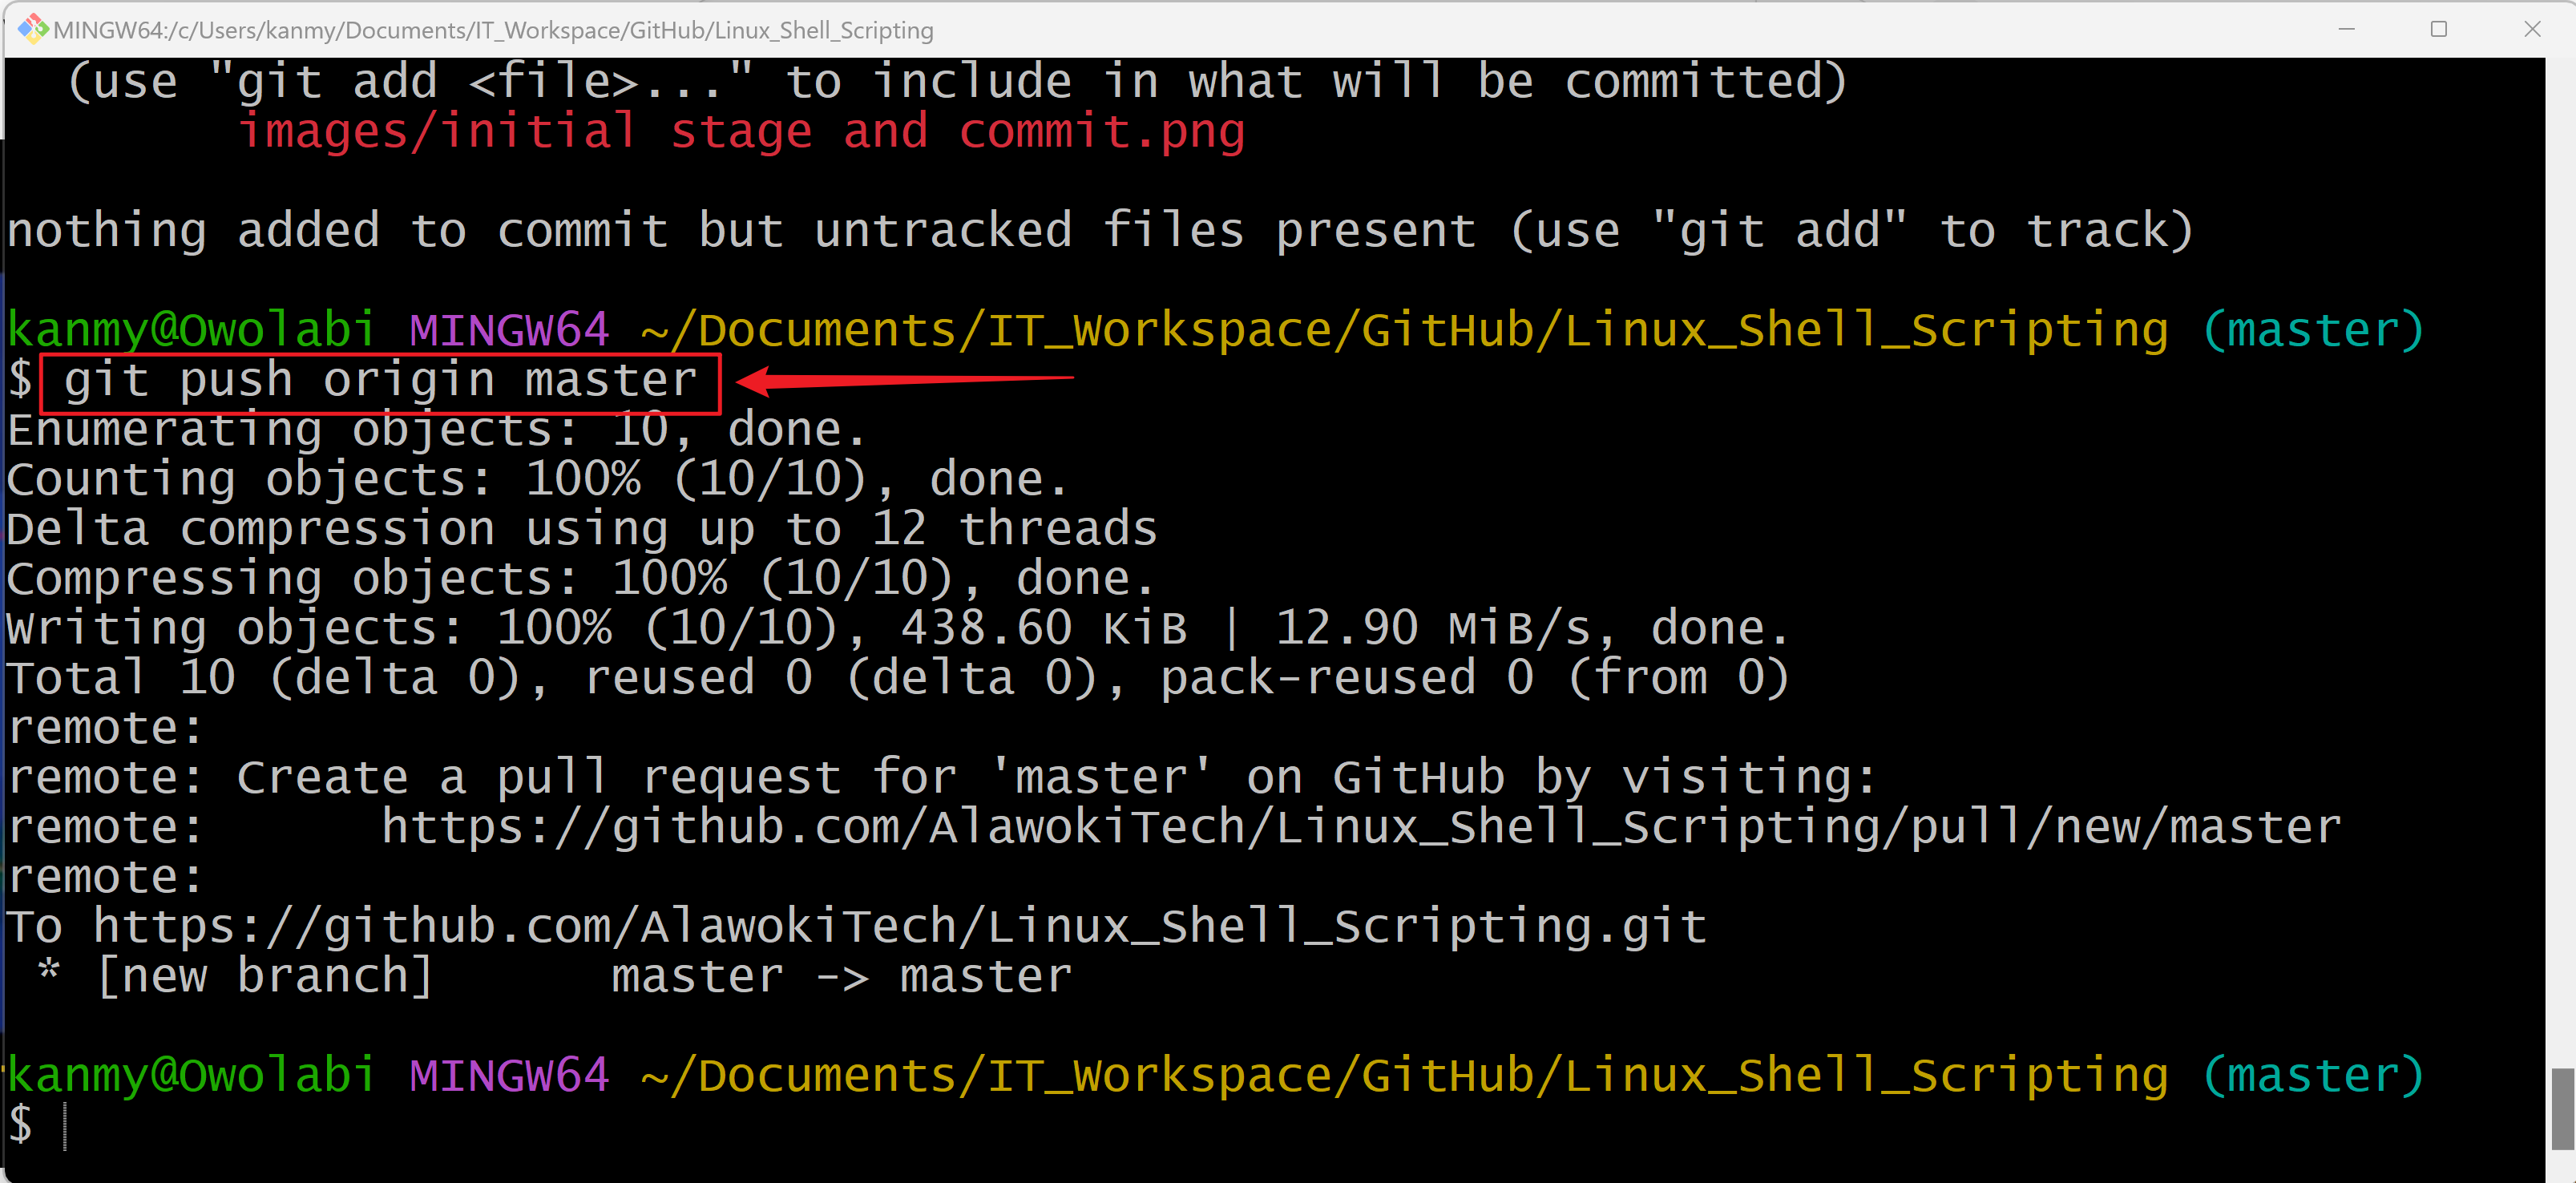 MINGW64:/c/Users/kanmy/Documents/IT_Workspace/GitHub/Linux_Shell_Scripting
(use "git add <file>..." to include in what will be committed)
images/initial stage and commit.png
nothing added to commit but untracked files present (use "git add" to track)
kanmy@Owolabi MINGW64 ~/Documents/IT_Workspace/GitHub/Linux_Shell_Scripting (master)
$ git push origin master
Enumerating objects: 10, done.
Counting objects: 100% (10/10), done.
Delta compression using up to 12 threads
Compressing objects: 100% (10/10), done.
Writing objects: 100% (10/10), 438.60 KiB | 12.90 MiB/s, done.
Total 10 (delta 0), reused 0 (delta 0), pack-reused 0 (from 0)
remote:
remote: Create a pull request for 'master' on GitHub by visiting:
remote:      https://github.com/AlawokiTech/Linux_Shell_Scripting/pull/new/master
remote:
To https://github.com/AlawokiTech/Linux_Shell_Scripting.git
 * [new branch]      master -> master
kanmy@Owolabi MINGW64 ~/Documents/IT_Workspace/GitHub/Linux_Shell_Scripting (master)
$